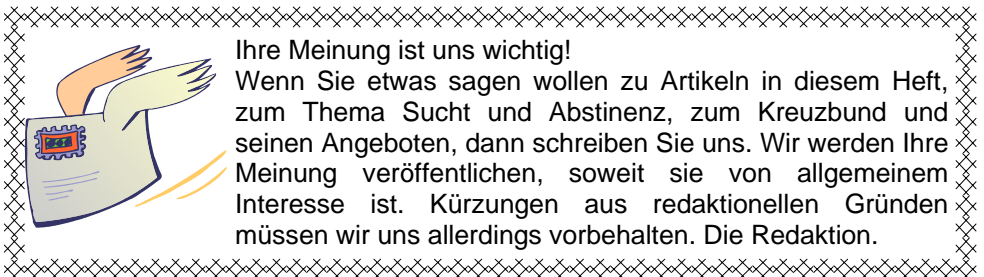 Ihre Meinung ist uns wichtig!
Wenn Sie etwas sagen wollen zu Artikeln in diesem Heft,
zum Thema Sucht und Abstinenz, zum Kreuzbund und
seinen Angeboten, dann schreiben Sie uns. Wir werden Ihre
Meinung veröffentlichen, soweit sie von allgemeinem
Interesse ist. Kürzungen aus redaktionellen Gründen
müssen wir uns allerdings vorbehalten. Die Redaktion.